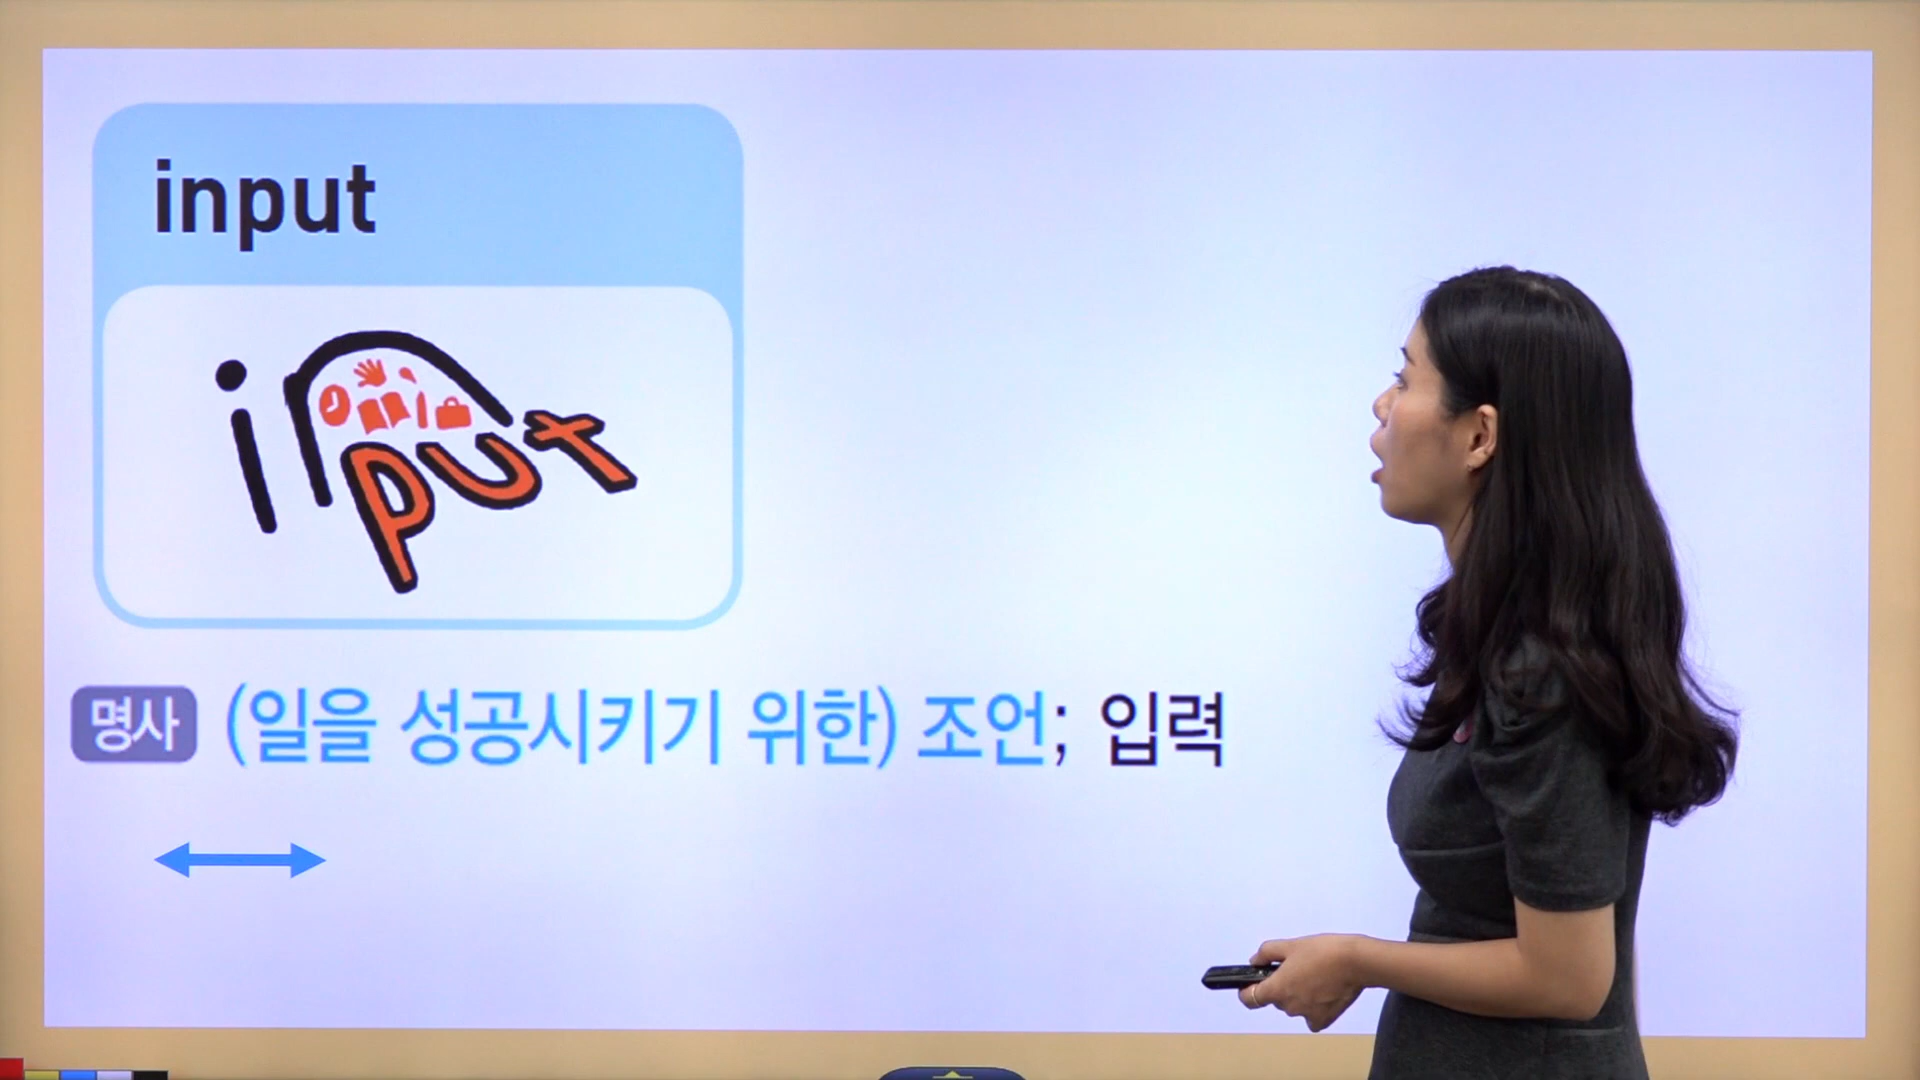 input
input
명사 (일을 성공시키기 위한) 조언; 입력